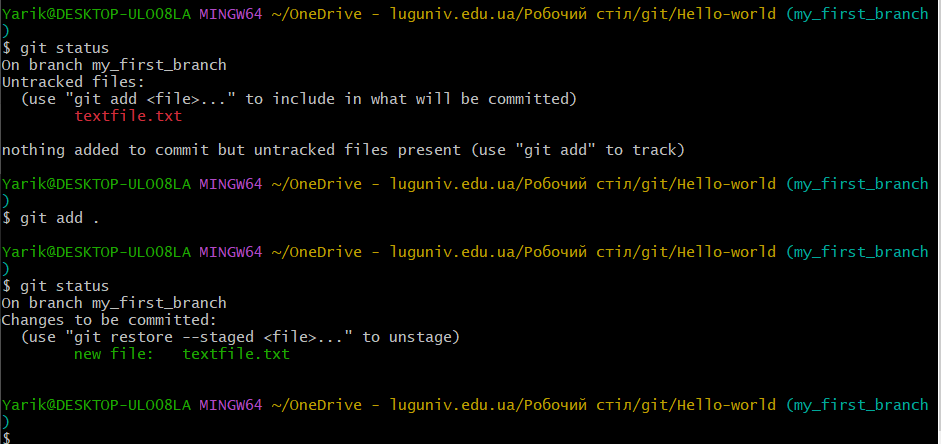 Yarik@DESKTOP-UL0O8LA MINGW64 ~/OneDrive - luguniv.edu.ua/Робочий стіл/git/Hello-world (my_first_branch
)
$ git status
On branch my_first_branch
Untracked files:
  (use "git add <file>..." to include in what will be committed)
        textfile.txt

nothing added to commit but untracked files present (use "git add" to track)

Yarik@DESKTOP-UL0O8LA MINGW64 ~/OneDrive - luguniv.edu.ua/Робочий стіл/git/Hello-world (my_first_branch
)
$ git add .

Yarik@DESKTOP-UL0O8LA MINGW64 ~/OneDrive - luguniv.edu.ua/Робочий стіл/git/Hello-world (my_first_branch
)
$ git status
On branch my_first_branch
Changes to be committed:
  (use "git restore --staged <file>..." to unstage)
        new file:   textfile.txt


Yarik@DESKTOP-UL0O8LA MINGW64 ~/OneDrive - luguniv.edu.ua/Робочий стіл/git/Hello-world (my_first_branch
)
$